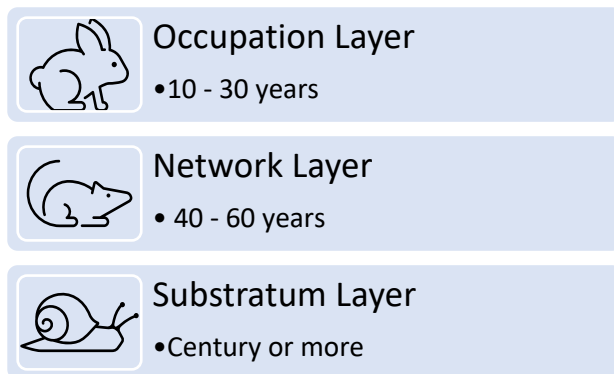 Occupation Layer
•10 - 30 years
Network Layer
• 40 - 60 years
Substratum Layer
•Century or more